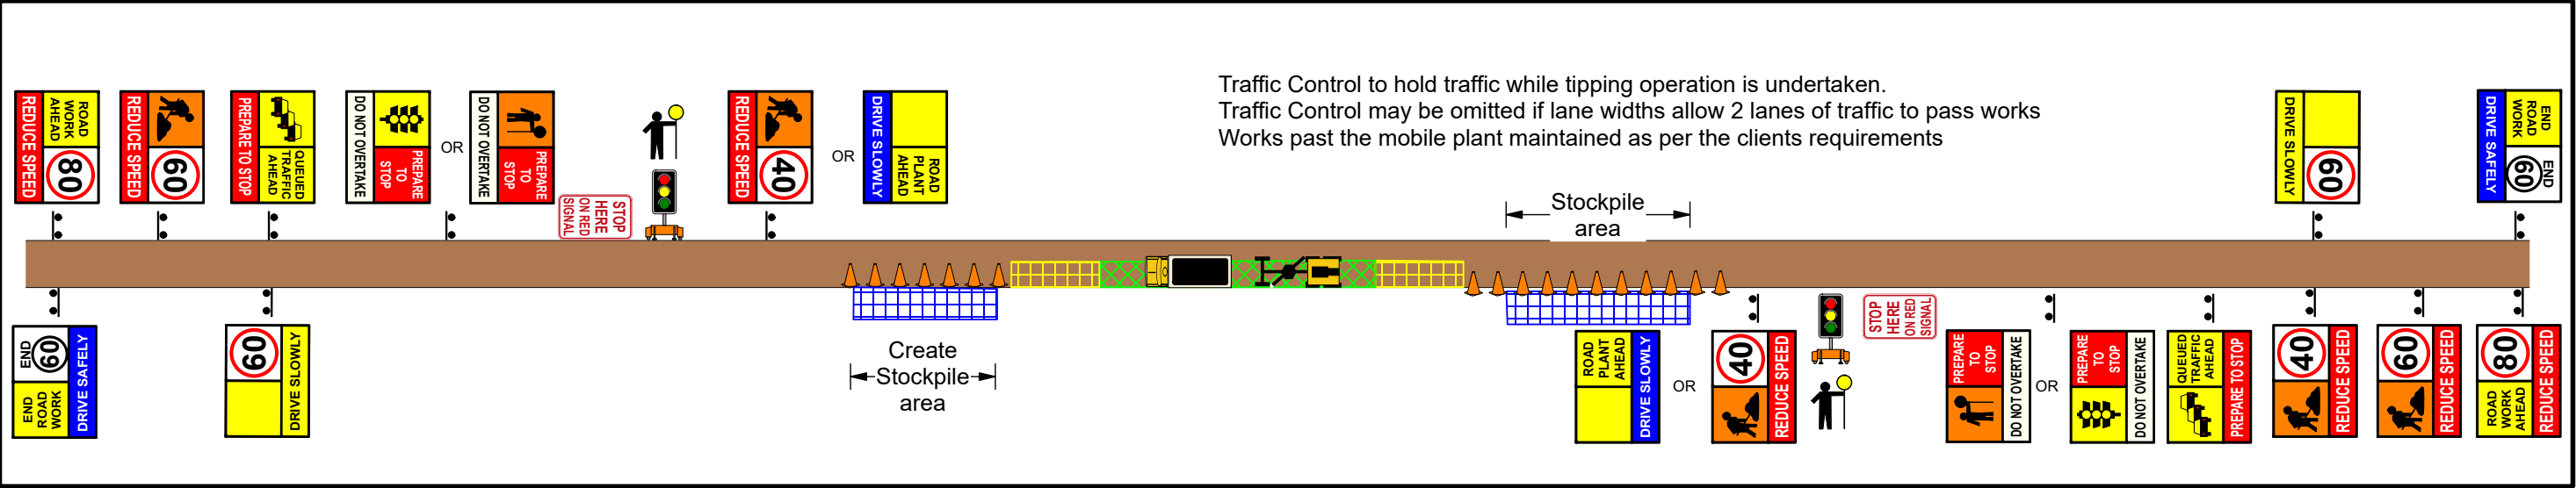 Traffic Control to hold traffic while tipping operation is undertaken.
Traffic Control may be omitted if lane widths allow 2 lanes of traffic to pass works
Works past the mobile plant maintained as per the clients requirements
ROAD
WORK
AHEAD
80
REDUCE SPEED
60
REDUCE SPEED
QUEUED
TRAFFIC
AHEAD
PREPARE TO STOP
PREPARE
TO
STOP
DO NOT OVERTAKE
OR
PREPARE
TO
STOP
DO NOT OVERTAKE
STOP
HERE
ON RED
SIGNAL
40
REDUCE SPEED
OR
ROAD
PLANT
AHEAD
DRIVE SLOWLY
60
DRIVE SLOWLY
END
ROAD
WORK
END
60
DRIVE SAFELY
Stockpile
area
Create
Stockpile
area
END
60
END
ROAD
WORK
DRIVE SAFELY
60
DRIVE SLOWLY
ROAD
PLANT
AHEAD
DRIVE SLOWLY
OR
40
REDUCE SPEED
STOP
HERE
ON RED
SIGNAL
PREPARE
TO
STOP
DO NOT OVERTAKE
OR
PREPARE
TO
STOP
DO NOT OVERTAKE
QUEUED
TRAFFIC
AHEAD
PREPARE TO STOP
40
REDUCE SPEED
60
REDUCE SPEED
80
ROAD
WORK
AHEAD
REDUCE SPEED